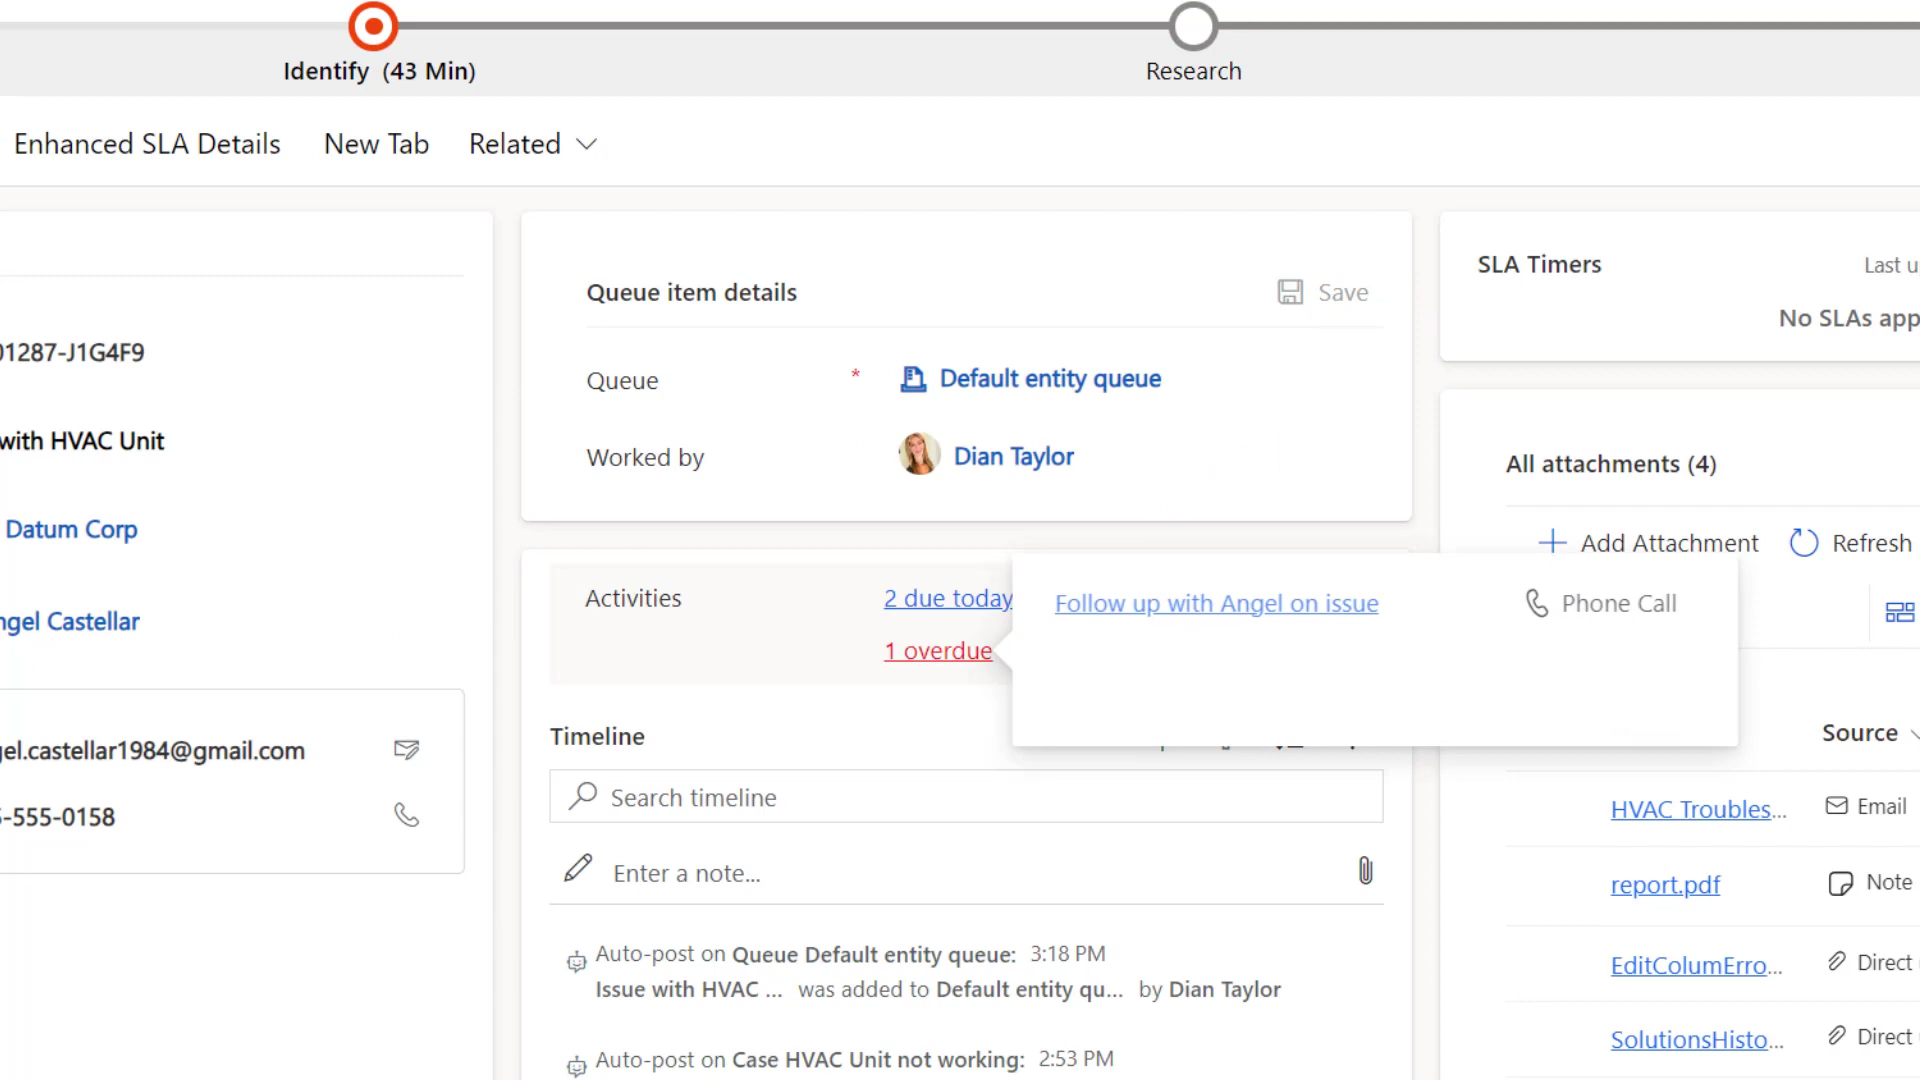 Identify (43 Min)
Research
Enhanced SLA Details
New Tab
Related
01287-J1G4F9
with HVAC Unit
Datum Corp
ngel Castellar
gel.castellar1984@gmail.com
-555-0158
Queue item details
Save
Queue
*
Default entity queue
Worked by
Dian Taylor
Activities
2 due today
1 overdue
Follow up with Angel on issue
Phone Call
Timeline
Search timeline
Enter a note...
Auto-post on Queue Default entity queue: 3:18 PM
Issue with HVAC ... was added to Default entity qu... by Dian Taylor
Auto-post on Case HVAC Unit not working: 2:53 PM
SLA Timers
Last u
No SLAs app
All attachments (4)
Add Attachment
Refresh
Source
HVAC Troubles...
Email
report.pdf
Note
EditColumErro...
Direct
SolutionsHisto...
Direct